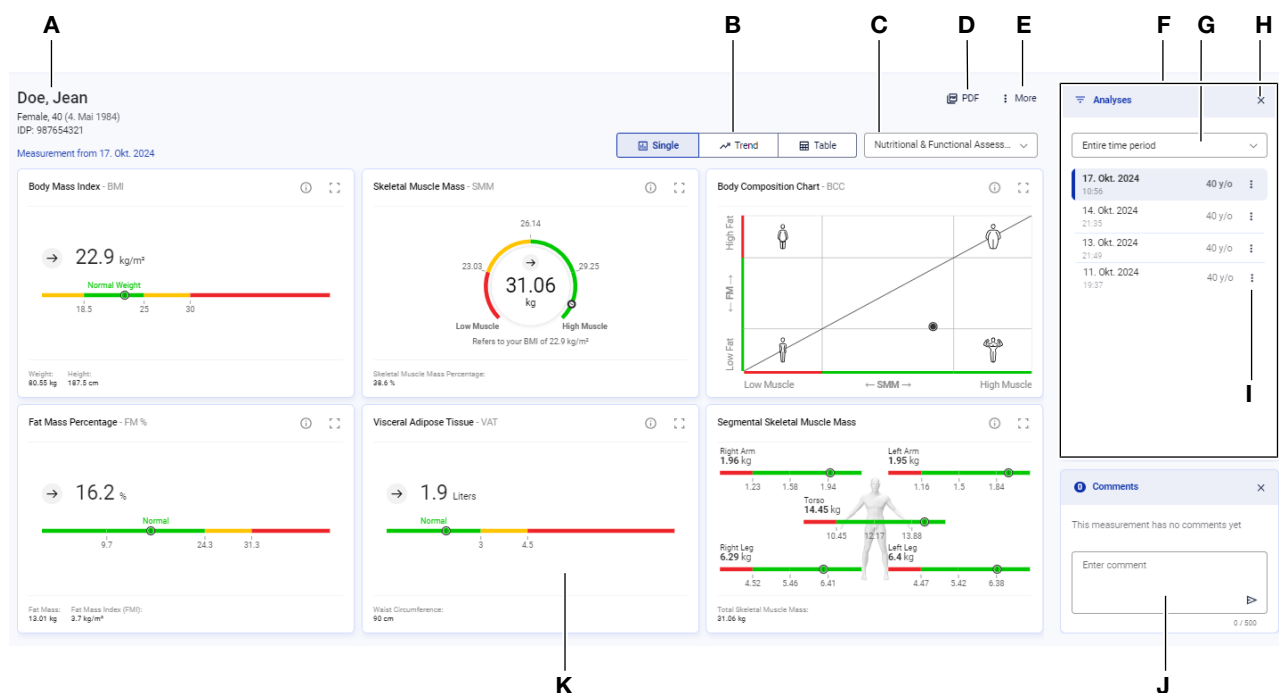 A B C D E F G H
Doe, Jean
Female, 40 (4. Mai 1984)
IDP: 987654321
Measurement from 17. Okt. 2024
PDF More
Single Trend Table Nutritional & Functional Assess...
Body Mass Index - BMI
22.9 kg/m²
Normal Weight
18.5 25 30
Weight: Height:
80.55 kg 187.5 cm
Skeletal Muscle Mass - SMM
26.14
23.03 29.25
31.06
kg
Low Muscle High Muscle
Refers to your BMI of 22.9 kg/m²
Skeletal Muscle Mass Percentage:
38.6 %
Body Composition Chart - BCC
High Fat
← FM →
Low Fat
Low Muscle ← SMM → High Muscle
Fat Mass Percentage - FM %
16.2 %
Normal
9.7 24.3 31.3
Fat Mass: Fat Mass Index (FMI):
13.01 kg 3.7 kg/m²
Visceral Adipose Tissue - VAT
1.9 Liters
Normal
3 4.5
Waist Circumference:
90 cm
Segmental Skeletal Muscle Mass
Right Arm Left Arm
1.96 kg 1.95 kg
1.23 1.58 1.94 1.16 1.5 1.84
Torso
14.45 kg
10.45 12.17 13.88
Right Leg Left Leg
6.29 kg 6.4 kg
4.52 5.46 6.41 4.47 5.42 6.38
Total Skeletal Muscle Mass:
31.06 kg
Analyses
Entire time period
17. Okt. 2024 40 y/o
10:56
14. Okt. 2024 40 y/o
21:35
13. Okt. 2024 40 y/o
21:49
11. Okt. 2024 40 y/o
19:37
I
0 Comments
This measurement has no comments yet
Enter comment
0 / 500
K J